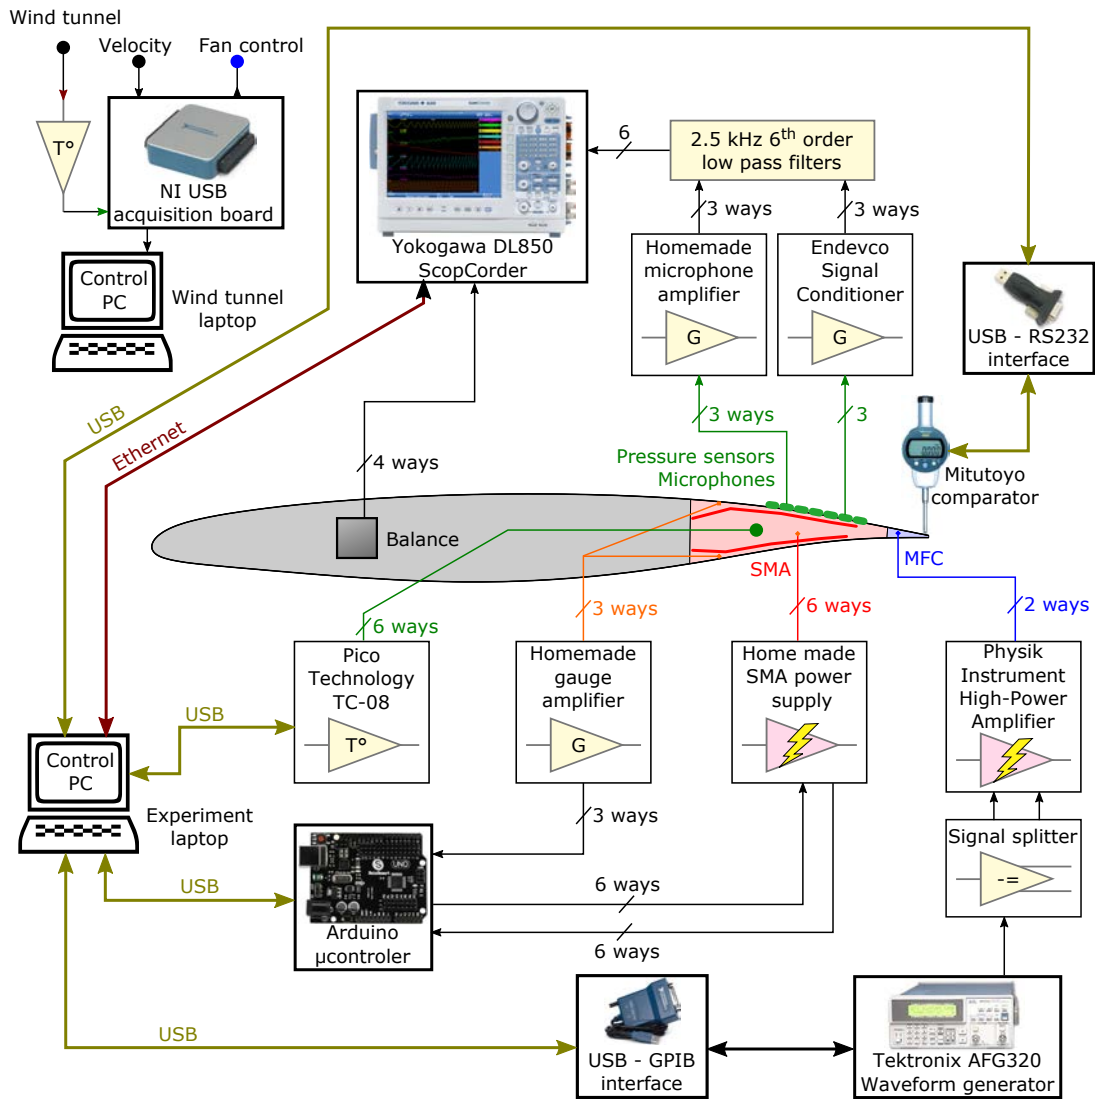 Wind tunnel
Velocity
Fan control
T°
NI USB
acquisition board
Control
PC
Wind tunnel
laptop
Yokogawa DL850
ScopCorder
6
2.5 kHz 6th order
low pass filters
3 ways
3 ways
Homemade
microphone
amplifier
G
Endevco
Signal
Conditioner
G
USB - RS232
interface
USB
Ethernet
3 ways
3
4 ways
Pressure sensors
Microphones
Mitutoyo
comparator
Balance
SMA
MFC
6 ways
3 ways
6 ways
2 ways
Pico
Technology
TC-08
T°
Homemade
gauge
amplifier
G
Home made
SMA power
supply
Physik
Instrument
High-Power
Amplifier
USB
Control
PC
Experiment
laptop
3 ways
Signal splitter
-=
USB
UNO
Arduino
µcontroler
6 ways
6 ways
USB
USB - GPIB
interface
Tektronix AFG320
Waveform generator